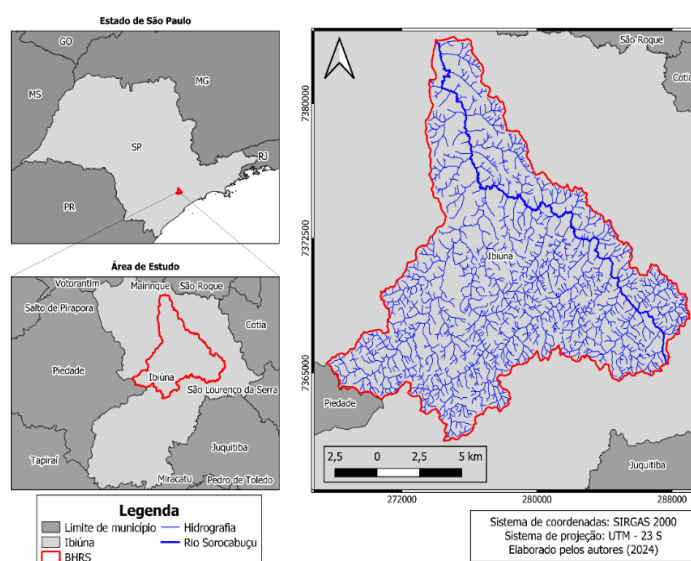 Estado de São Paulo
GO
MG
MS
SP
RJ
PR
Área de Estudo
Votorantim
Mairinque
São Roque
Salto de Pirapora
Cotia
Piedade
Ibiúna
São Lourenço da Serra
Juquitiba
Tapiraí
Miracatu
Pedro de Toledo
Legenda
Limite de município
Hidrografia
Ibiúna
Rio Sorocabuçu
BHRS
São Roque
Cotia
7380000
7372500
7365000
Ibiúna
Piedade
Juquitiba
2,5 0 2,5 5 km
272000 280000 288000
Sistema de coordenadas: SIRGAS 2000
Sistema de projeção: UTM - 23 S
Elaborado pelos autores (2024)